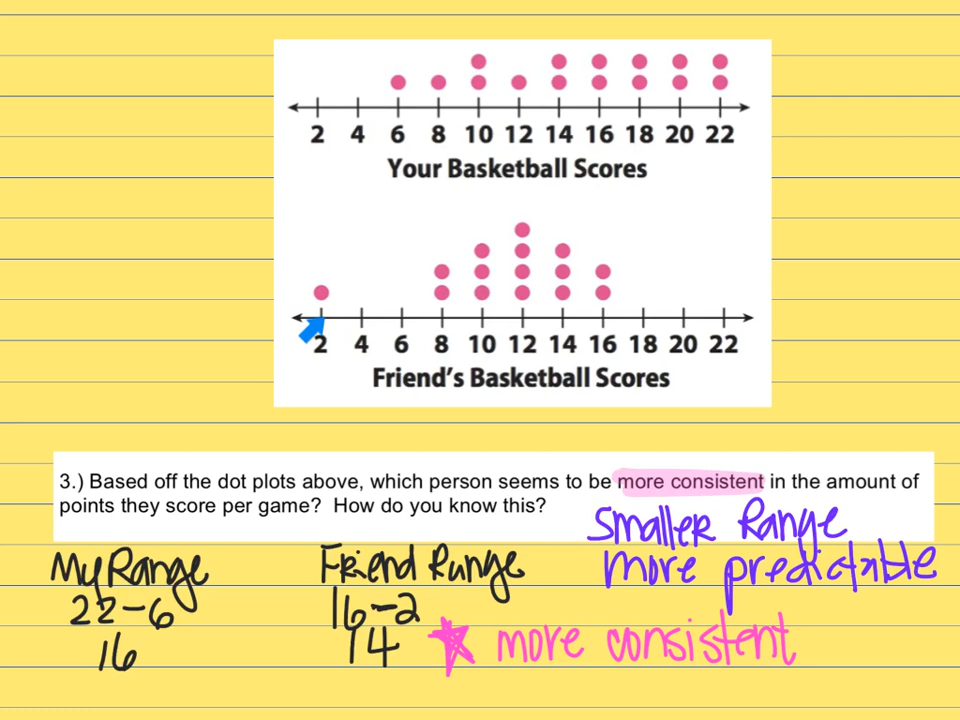 2 4 6 8 10 12 14 16 18 20 22
Your Basketball Scores
2 4 6 8 10 12 14 16 18 20 22
Friend's Basketball Scores
3.) Based off the dot plots above, which person seems to be more consistent in the amount of
points they score per game? How do you know this?
Smaller Range
more predictable
My Range
22-6
16
Friend Range
16-2
14
more consistent